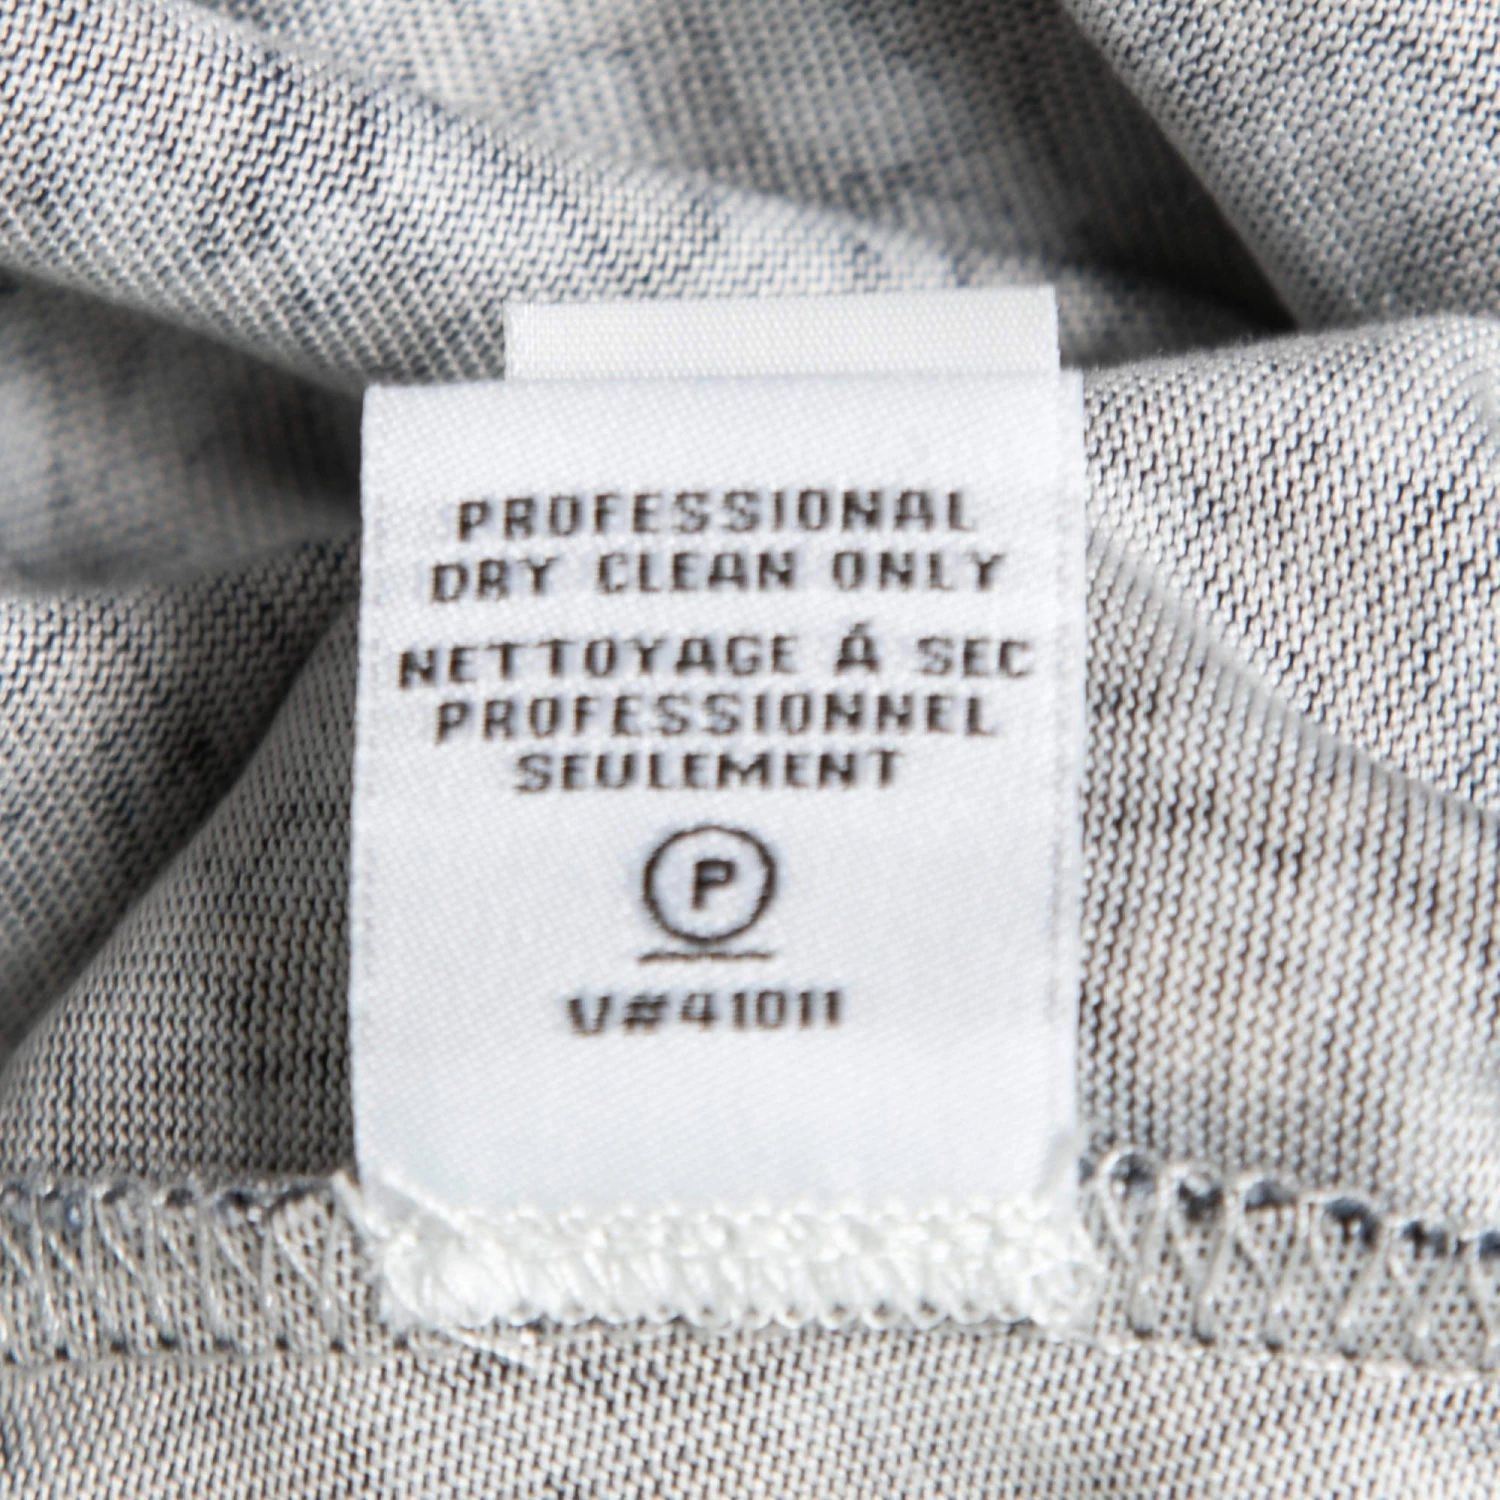 PROFESSIONAL
DRY CLEAN ONLY
NETTOYAGE Á SEC
PROFESSIONNEL
SEULEMENT
P
V#41011